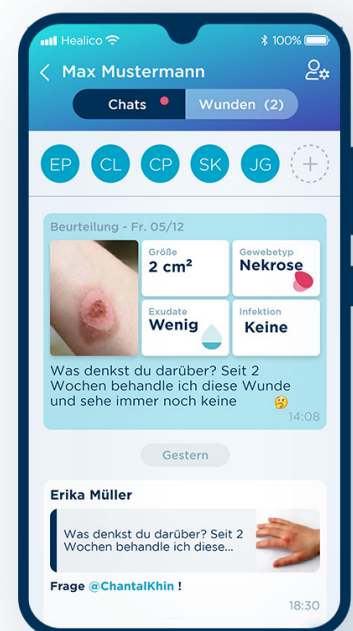 Healico 100%
Max Mustermann
Chats Wunden (2)
EP CL CP SK JG +
Beurteilung - Fr. 05/12
Größe
2 cm²
Gewebetyp
Nekrose
Exudate
Wenig
Infektion
Keine
Was denkst du darüber? Seit 2
Wochen behandle ich diese Wunde
und sehe immer noch keine 🤔
14:08
Gestern
Erika Müller
Was denkst du darüber? Seit 2
Wochen behandle ich diese...
Frage @ChantalKhin !
18:30